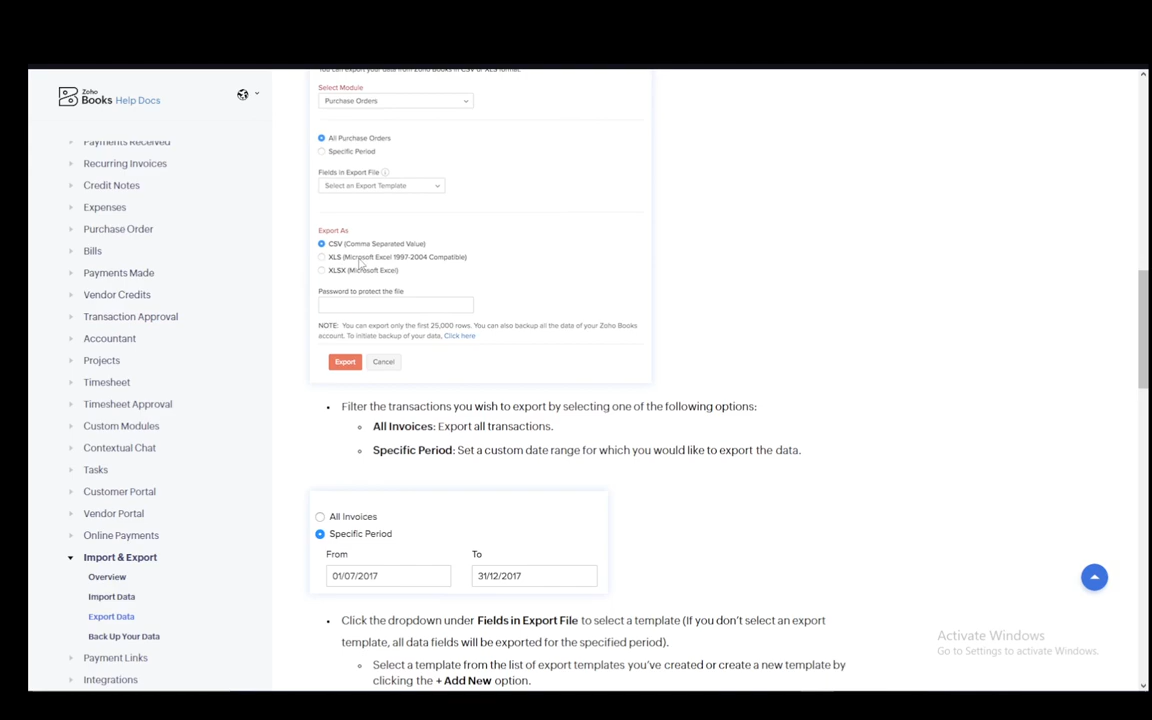 Zoho
Books Help Docs
Payments Received
Recurring Invoices
Credit Notes
Expenses
Purchase Order
Bills
Payments Made
Vendor Credits
Transaction Approval
Accountant
Projects
Timesheet
Timesheet Approval
Custom Modules
Contextual Chat
Tasks
Customer Portal
Vendor Portal
Online Payments
Import & Export
Overview
Import Data
Export Data
Back Up Your Data
Payment Links
Integrations
You can export your data from Zoho Books in CSV or XLS format.
Select Module
Purchase Orders
All Purchase Orders
Specific Period
Fields in Export File
Select an Export Template
Export As
CSV (Comma Separated Value)
XLS (Microsoft Excel 1997-2004 Compatible)
XLSX (Microsoft Excel)
Password to protect the file
NOTE: You can export only the first 25,000 rows. You can also backup all the data of your Zoho Books
account. To initiate backup of your data, Click here
Export Cancel
• Filter the transactions you wish to export by selecting one of the following options:
All Invoices: Export all transactions.
Specific Period: Set a custom date range for which you would like to export the data.
All Invoices
Specific Period
From To
01/07/2017 31/12/2017
• Click the dropdown under Fields in Export File to select a template (If you don't select an export
template, all data fields will be exported for the specified period).
Select a template from the list of export templates you've created or create a new template by
clicking the + Add New option.
Activate Windows
Go to Settings to activate Windows.